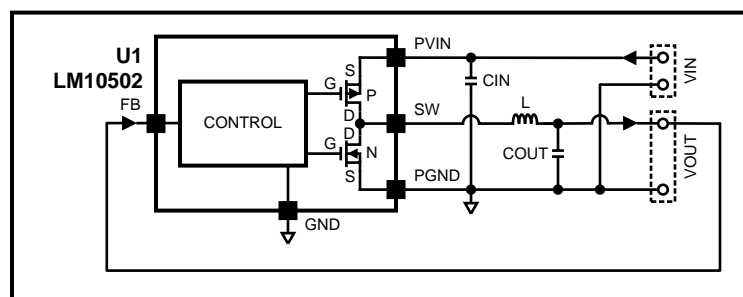 U1
LM10502
PVIN
S
G
P
D
CIN
VIN
FB
CONTROL
SW
L
D
G
N
S
COUT
VOUT
PGND
GND